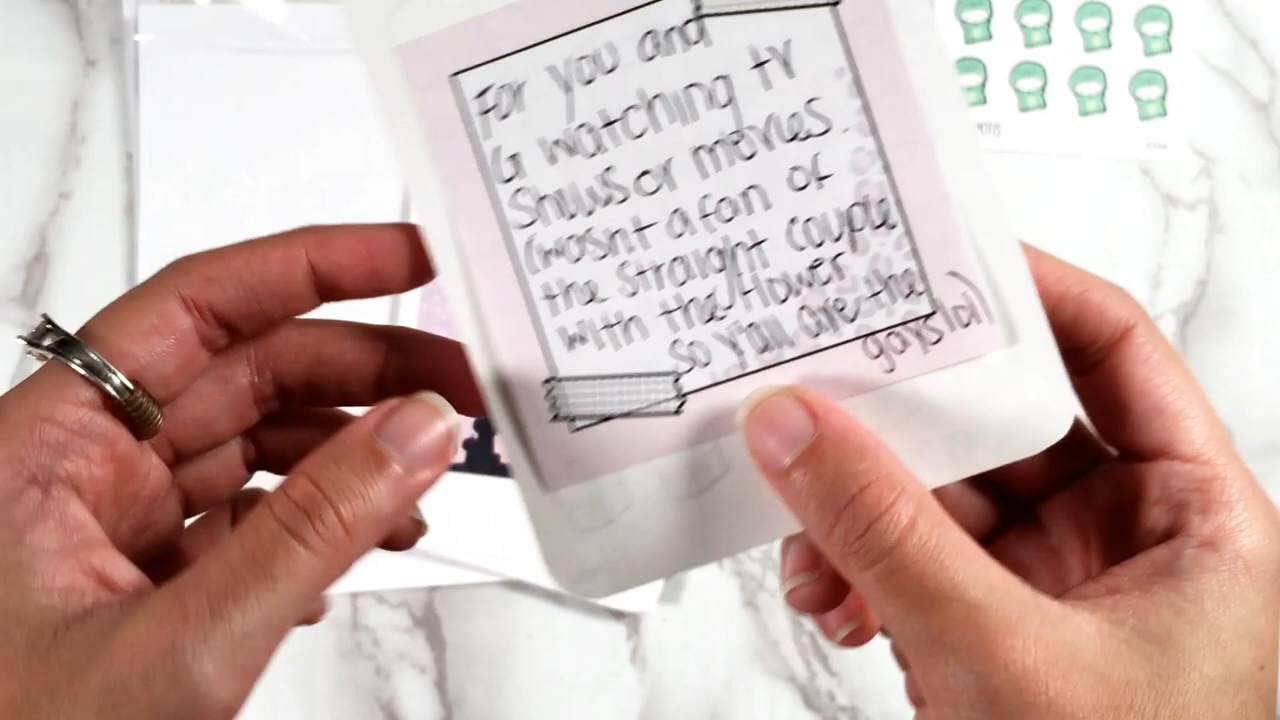 For you and
G watching tv
shows or movies.
(wasnt a fan of
the straight couple
with the flower
so y'all are the
gays lol)